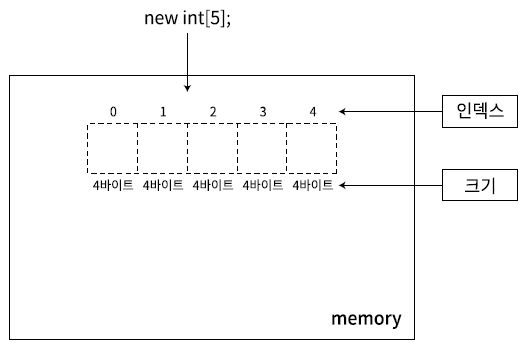 new int[5];
0 1 2 3 4
인덱스
4바이트 4바이트 4바이트 4바이트 4바이트
크기
memory